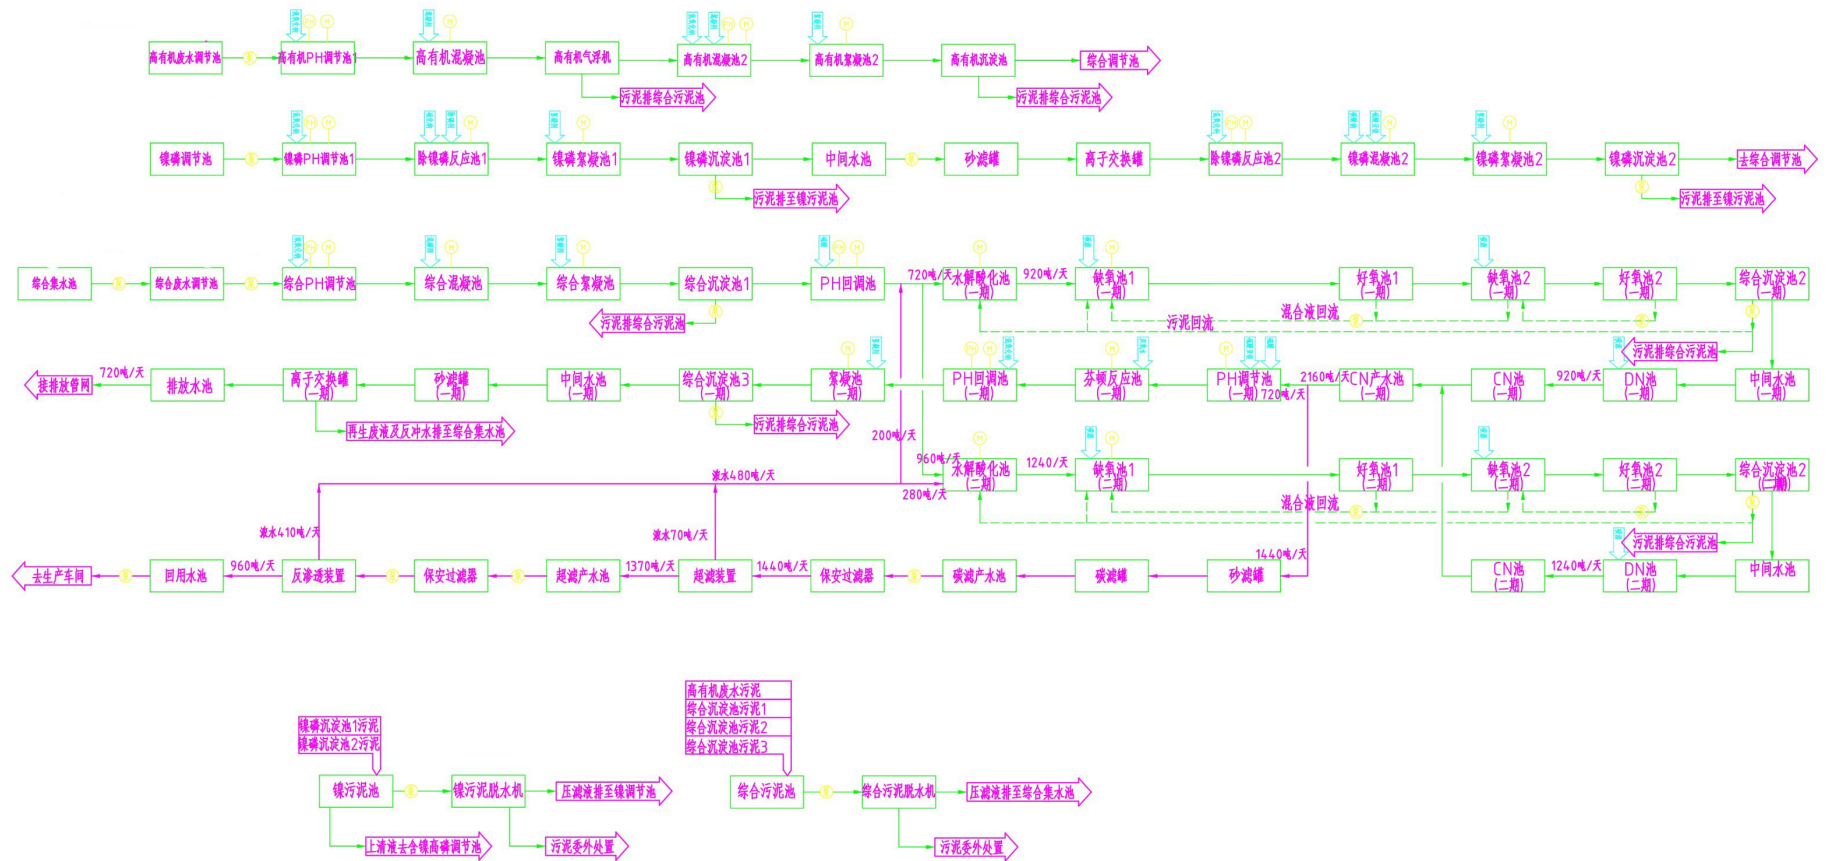 高有机废水调节池
泵
高有机PH调节池1
高有机混凝池
高有机气浮机
高有机混凝池2
高有机絮凝池2
高有机沉淀池
综合调节池
污泥排综合污泥池
污泥排综合污泥池
镍磷调节池
泵
镍磷PH调节池1
除镍磷反应池1
镍磷絮凝池1
镍磷沉淀池1
中间水池
泵
砂滤罐
离子交换罐
除镍磷反应池2
镍磷混凝池2
镍磷絮凝池2
镍磷沉淀池2
去综合调节池
泵
污泥排至镍污泥池
泵
污泥排至镍污泥池
综合集水池
泵
综合废水调节池
泵
综合PH调节池
综合混凝池
综合絮凝池
综合沉淀池1
PH回调池
720吨/天
水解酸化池
(一期)
920吨/天
缺氧池1
(一期)
好氧池1
(一期)
缺氧池2
(一期)
好氧池2
(一期)
综合沉淀池2
(一期)
泵
污泥排综合污泥池
污泥回流
混合液回流
泵
泵
泵
污泥排综合污泥池
接排放管网
720吨/天
排放水池
离子交换罐
(一期)
砂滤罐
(一期)
中间水池
(一期)
综合沉淀池3
(一期)
絮凝池
(一期)
PH回调池
(一期)
芬顿反应池
(一期)
PH调节池
(一期)
720吨/天
2160吨/天
CN产水池
(一期)
CN池
(一期)
920吨/天
DN池
(一期)
中间水池
(一期)
再生废液及反冲水排至综合集水池
泵
污泥排综合污泥池
200吨/天
960吨/天
水解酸化池
(二期)
280吨/天
1240/天
缺氧池1
(二期)
好氧池1
(二期)
缺氧池2
(二期)
好氧池2
(二期)
综合沉淀池2
(二期)
浓水480吨/天
混合液回流
泵
泵
泵
浓水410吨/天
浓水70吨/天
污泥排综合污泥池
去生产车间
泵
960吨/天
回用水池
反渗透装置
泵
保安过滤器
泵
超滤产水池
1370吨/天
超滤装置
1440吨/天
保安过滤器
泵
碳滤产水池
碳滤罐
砂滤罐
1440吨/天
CN池
(二期)
1240吨/天
DN池
(二期)
中间水池
镍磷沉淀池1污泥
镍磷沉淀池2污泥
镍污泥池
泵
镍污泥脱水机
压滤液排至镍调节池
上清液去含镍高磷调节池
污泥委外处置
高有机废水污泥
综合沉淀池污泥1
综合沉淀池污泥2
综合沉淀池污泥3
综合污泥池
泵
综合污泥脱水机
压滤液排至综合集水池
污泥委外处置